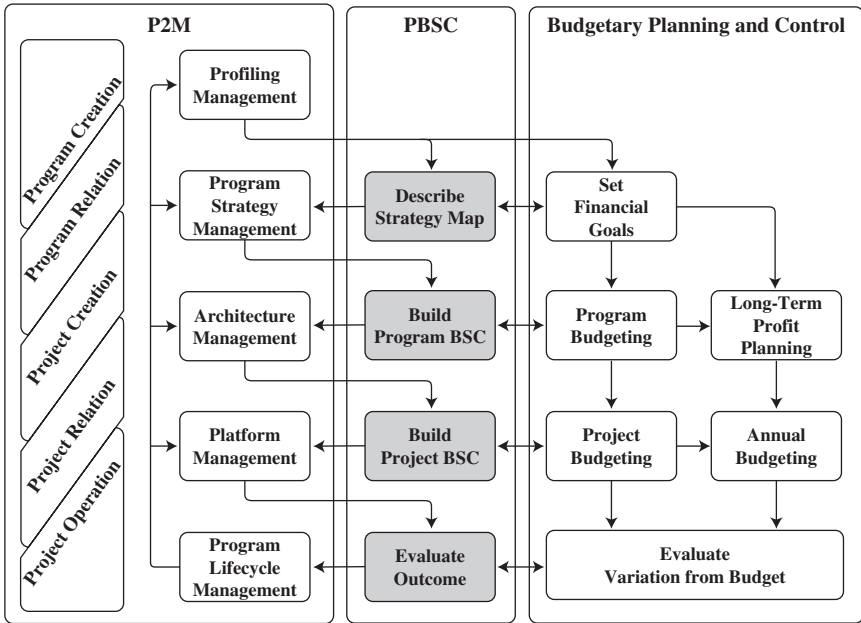 P2M
Program Creation
Program Relation
Project Creation
Project Relation
Project Operation
Profiling
Management
Program
Strategy
Management
Architecture
Management
Platform
Management
Program
Lifecycle
Management
PBSC
Describe
Strategy Map
Build
Program BSC
Build
Project BSC
Evaluate
Outcome
Budgetary Planning and Control
Set
Financial
Goals
Program
Budgeting
Long-Term
Profit
Planning
Project
Budgeting
Annual
Budgeting
Evaluate
Variation from Budget